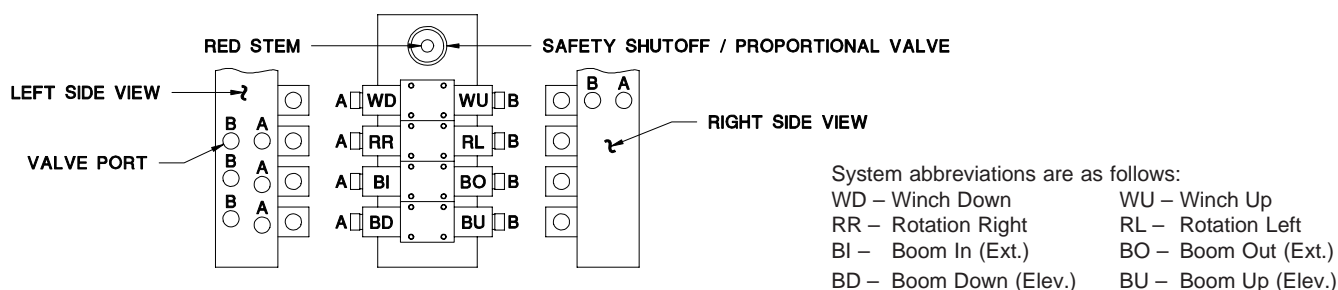 RED STEM
SAFETY SHUTOFF / PROPORTIONAL VALVE
LEFT SIDE VIEW
A WD WU B
B A
RIGHT SIDE VIEW
B A
A RR RL B
VALVE PORT
B A
A BI BO B
B A
A BD BU B
System abbreviations are as follows:
WD – Winch Down WU – Winch Up
RR – Rotation Right RL – Rotation Left
BI – Boom In (Ext.) BO – Boom Out (Ext.)
BD – Boom Down (Elev.) BU – Boom Up (Elev.)